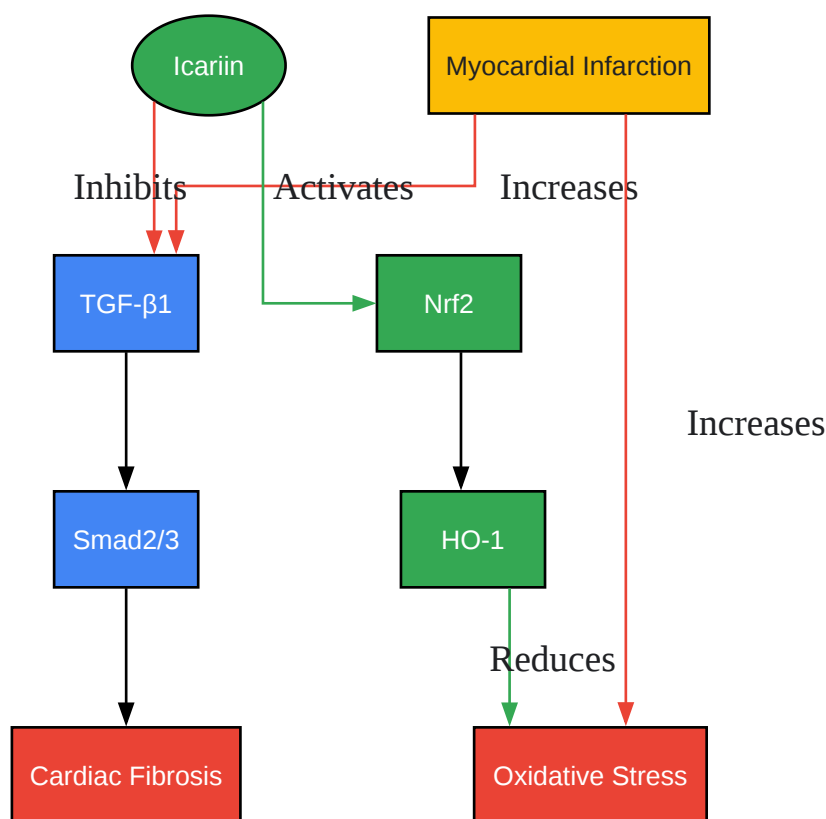 Icariin
Myocardial Infarction
Inhibits
Activates
Increases
TGF-β1
Nrf2
Increases
Smad2/3
HO-1
Reduces
Cardiac Fibrosis
Oxidative Stress